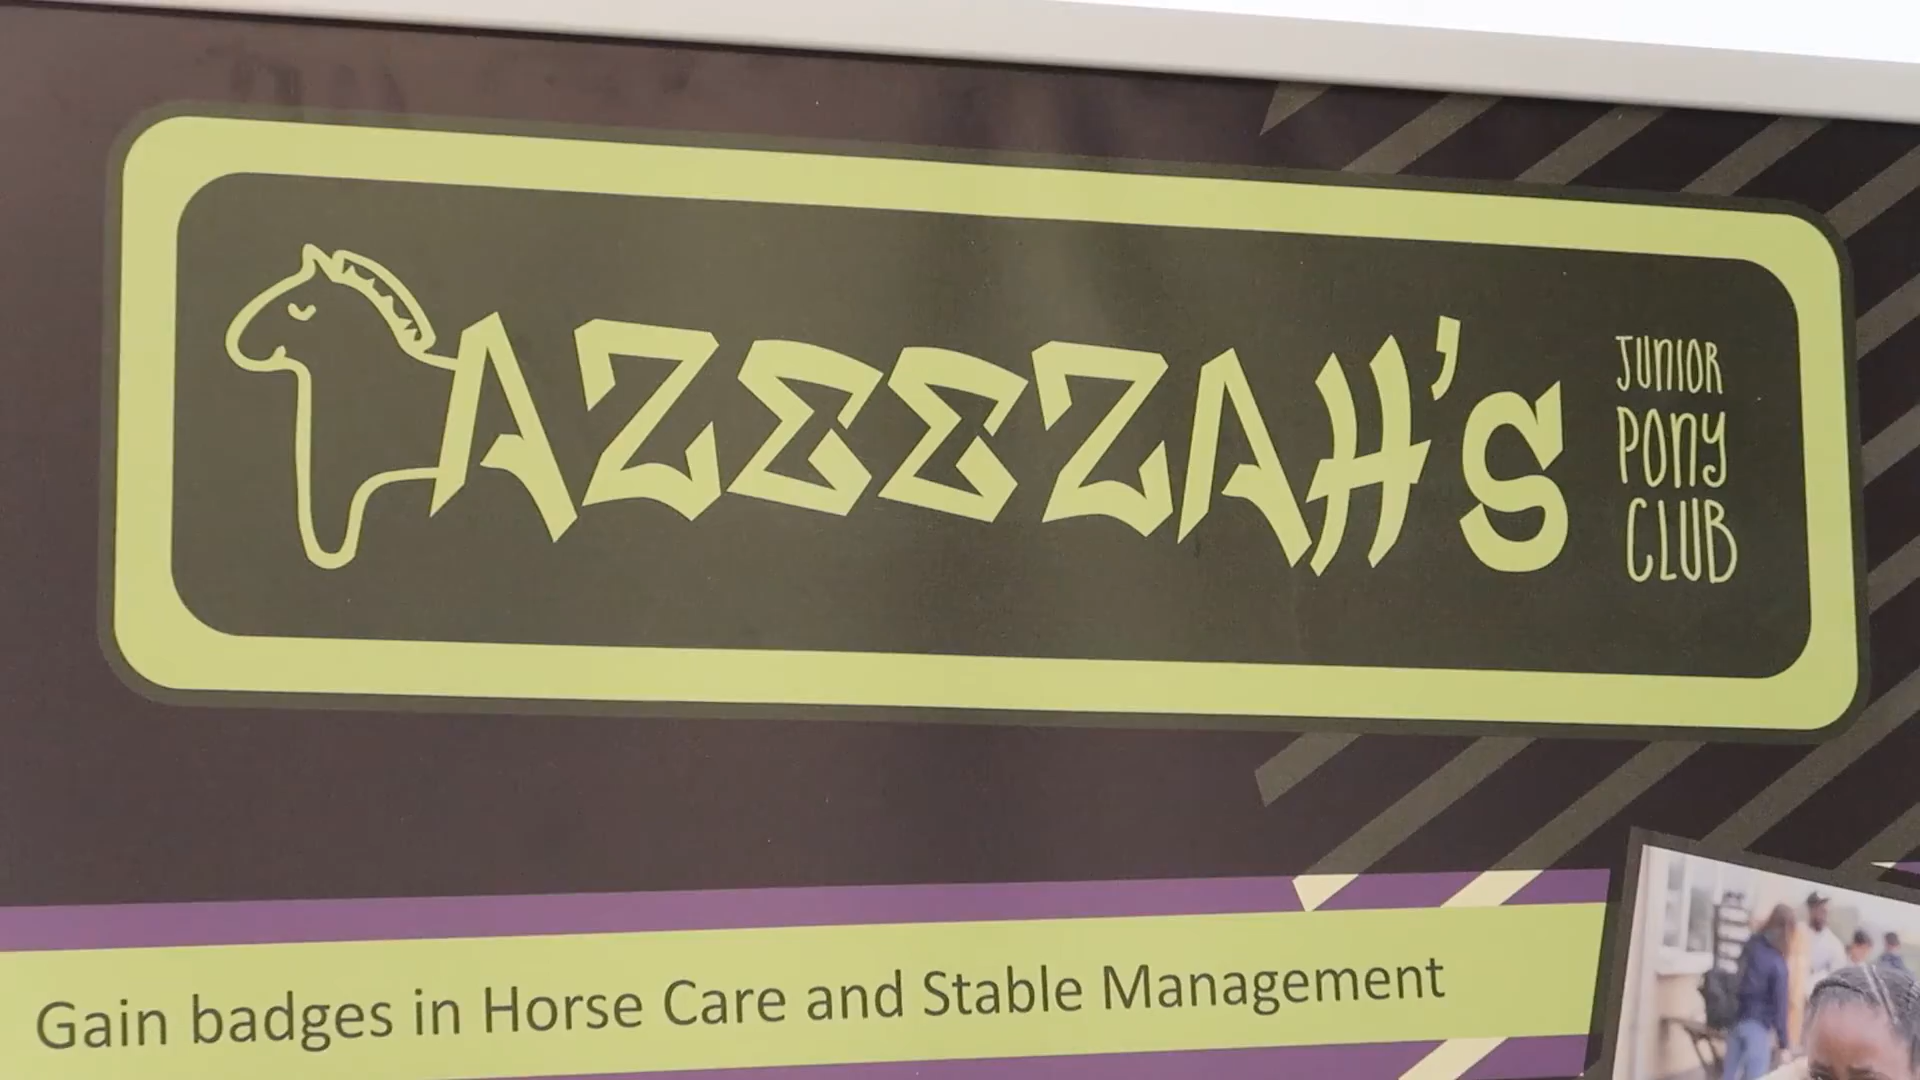 AZEEZAH'S
JUNIOR
PONY
CLUB
Gain badges in Horse Care and Stable Management